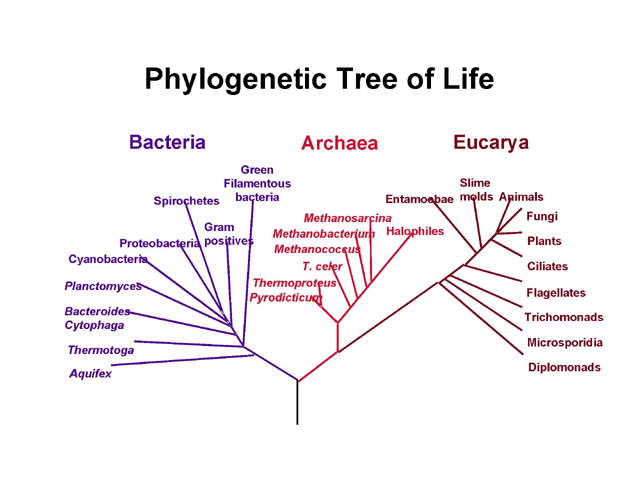 Phylogenetic Tree of Life
Bacteria
Archaea
Eucarya
Green
Filamentous
bacteria
Spirochetes
Gram
positives
Proteobacteria
Cyanobacteria
Planctomyces
Bacteroides
Cytophaga
Thermotoga
Aquifex
Methanosarcina
Methanobacterium
Halophiles
Methanococcus
T. celer
Thermoproteus
Pyrodicticum
Entamoebae
Slime
molds
Animals
Fungi
Plants
Ciliates
Flagellates
Trichomonads
Microsporidia
Diplomonads